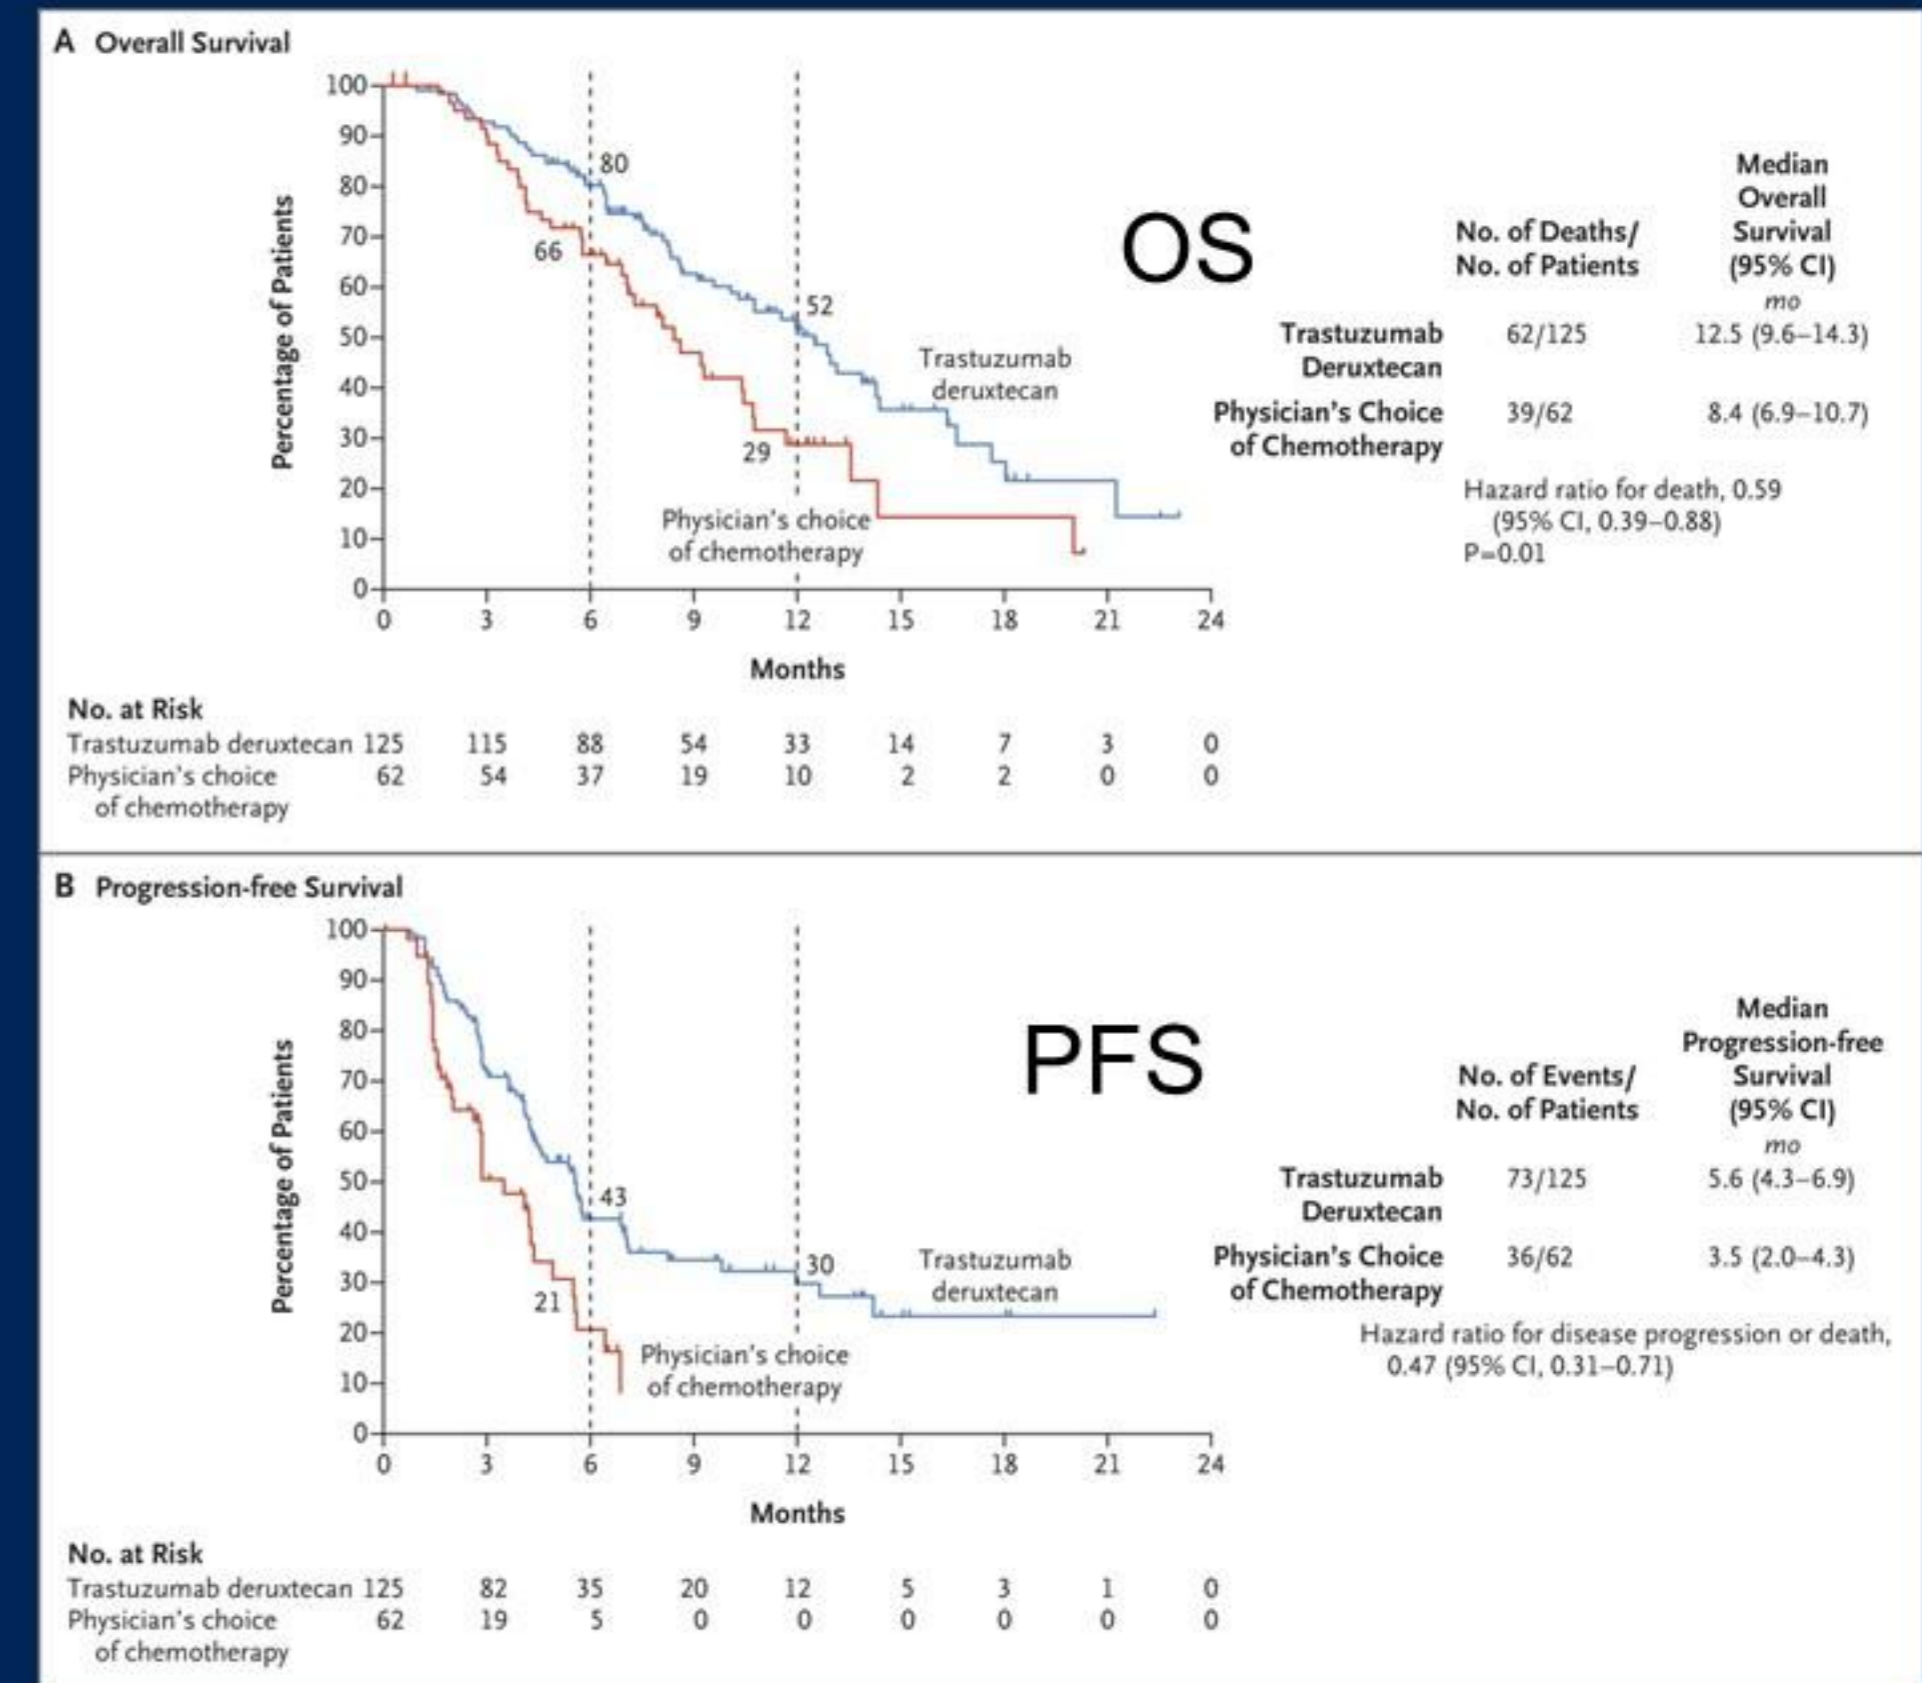 A Overall Survival
100
90
80
70
60
50
40
30
20
10
0
Percentage of Patients
80
66
52
29
Trastuzumab
deruxtecan
Physician's choice
of chemotherapy
0 3 6 9 12 15 18 21 24
Months
OS
No. of Deaths/
No. of Patients
Median
Overall
Survival
(95% CI)
mo
Trastuzumab 62/125 12.5 (9.6–14.3)
Deruxtecan
Physician's Choice 39/62 8.4 (6.9–10.7)
of Chemotherapy
Hazard ratio for death, 0.59
(95% CI, 0.39–0.88)
P=0.01
No. at Risk
Trastuzumab deruxtecan 125 115 88 54 33 14 7 3 0
Physician's choice 62 54 37 19 10 2 2 0 0
of chemotherapy
B Progression-free Survival
100
90
80
70
60
50
40
30
20
10
0
Percentage of Patients
43
21
30
Trastuzumab
deruxtecan
Physician's choice
of chemotherapy
0 3 6 9 12 15 18 21 24
Months
PFS
No. of Events/
No. of Patients
Median
Progression-free
Survival
(95% CI)
mo
Trastuzumab 73/125 5.6 (4.3–6.9)
Deruxtecan
Physician's Choice 36/62 3.5 (2.0–4.3)
of Chemotherapy
Hazard ratio for disease progression or death,
0.47 (95% CI, 0.31–0.71)
No. at Risk
Trastuzumab deruxtecan 125 82 35 20 12 5 3 1 0
Physician's choice 62 19 5 0 0 0 0 0 0
of chemotherapy